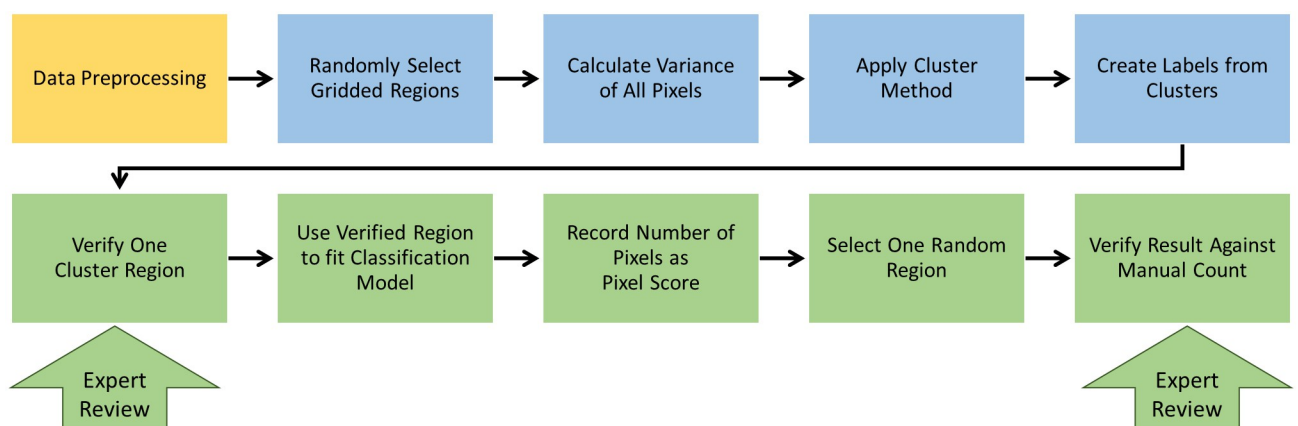 Data Preprocessing
Randomly Select
Gridded Regions
Calculate Variance
of All Pixels
Apply Cluster
Method
Create Labels from
Clusters
Verify One
Cluster Region
Use Verified Region
to fit Classification
Model
Record Number of
Pixels as
Pixel Score
Select One Random
Region
Verify Result Against
Manual Count
Expert
Review
Expert
Review